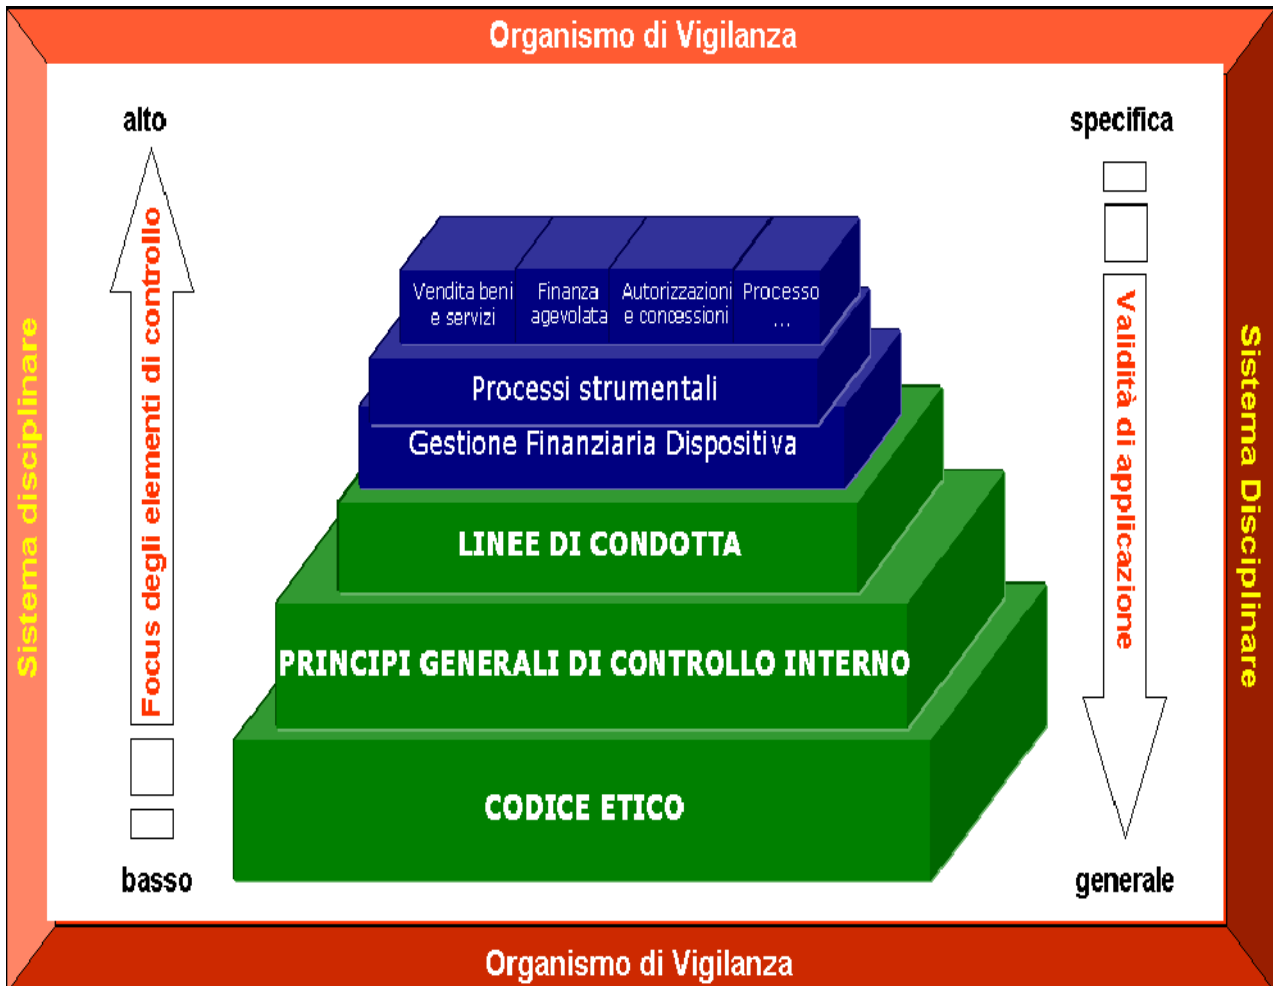 Organismo di Vigilanza
alto
specifica
Sistema disciplinare
Focus degli elementi di controllo
Vendita beni
e servizi
Finanza
agevolata
Autorizzazioni
e concessioni
Processo
...
Processi strumentali
Gestione Finanziaria Dispositiva
LINEE DI CONDOTTA
PRINCIPI GENERALI DI CONTROLLO INTERNO
CODICE ETICO
Validità di applicazione
Sistema Disciplinare
basso
generale
Organismo di Vigilanza